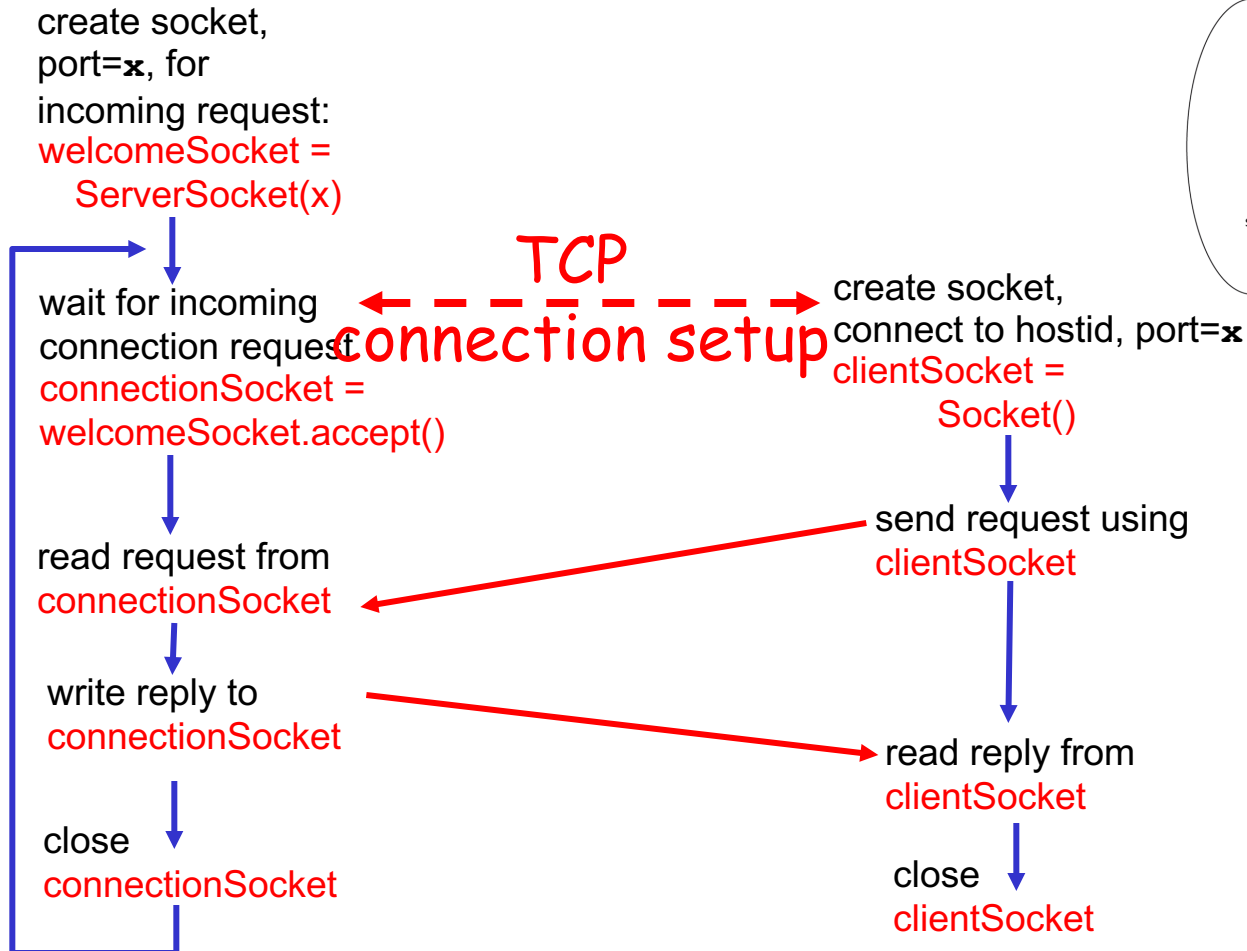 create socket,
port=x, for
incoming request:
welcomeSocket =
ServerSocket(x)
TCP
connection setup
wait for incoming
connection request
connectionSocket =
welcomeSocket.accept()
create socket,
connect to hostid, port=x
clientSocket =
Socket()
send request using
clientSocket
read request from
connectionSocket
write reply to
connectionSocket
read reply from
clientSocket
close
connectionSocket
close
clientSocket